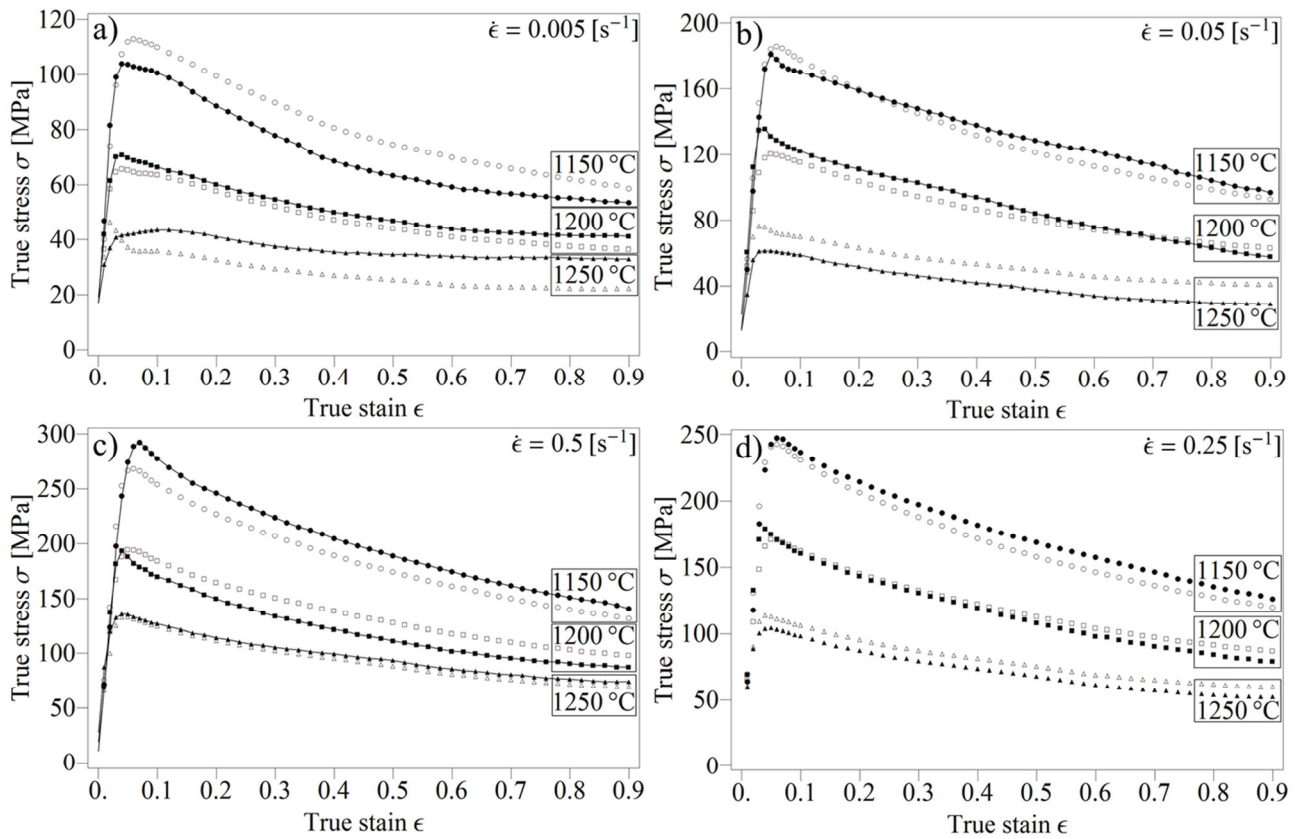 a)
ε̇ = 0.005 [s⁻¹]
True stress σ [MPa]
120
100
80
60
40
20
0
1150 °C
1200 °C
1250 °C
0. 0.1 0.2 0.3 0.4 0.5 0.6 0.7 0.8 0.9
True stain ϵ
b)
ε̇ = 0.05 [s⁻¹]
True stress σ [MPa]
200
160
120
80
40
0
1150 °C
1200 °C
1250 °C
0. 0.1 0.2 0.3 0.4 0.5 0.6 0.7 0.8 0.9
True stain ϵ
c)
ε̇ = 0.5 [s⁻¹]
True stress σ [MPa]
300
250
200
150
100
50
0
1150 °C
1200 °C
1250 °C
0. 0.1 0.2 0.3 0.4 0.5 0.6 0.7 0.8 0.9
True stain ϵ
d)
ε̇ = 0.25 [s⁻¹]
True stress σ [MPa]
250
200
150
100
50
0
1150 °C
1200 °C
1250 °C
0. 0.1 0.2 0.3 0.4 0.5 0.6 0.7 0.8 0.9
True stain ϵ